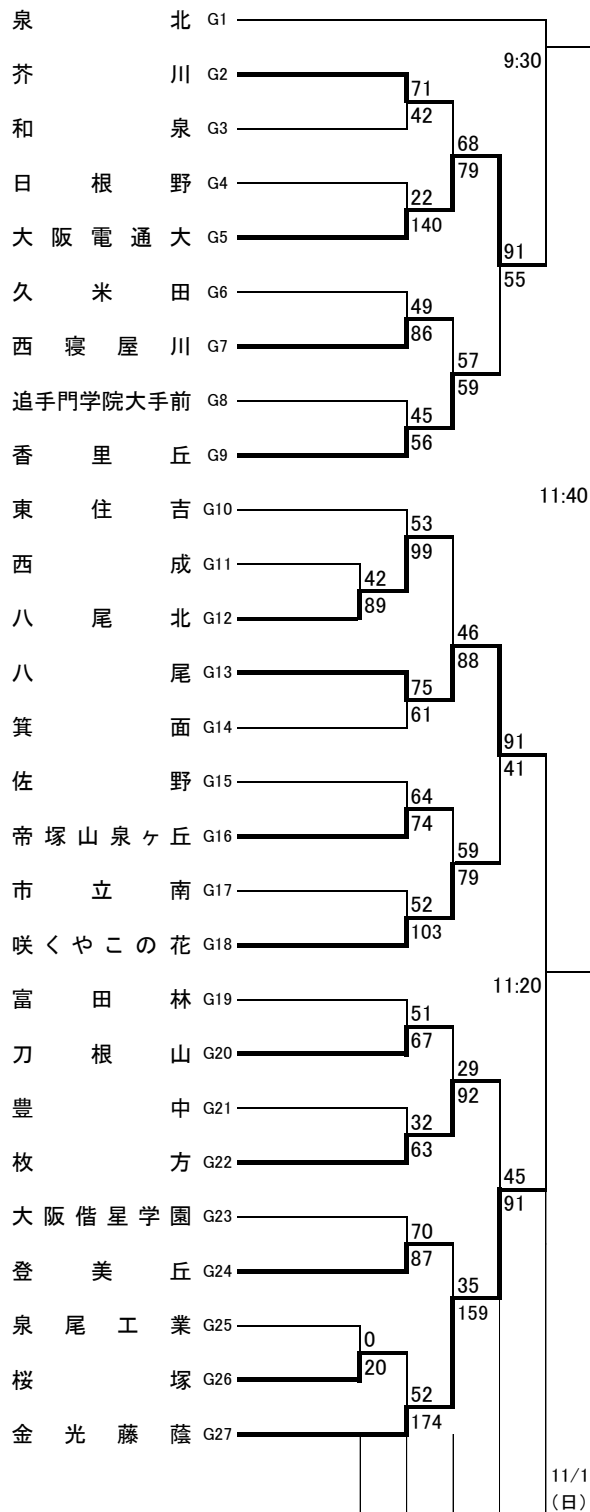 泉北 G1
9:30
芥川 G2
71
和泉 G3
42
68
79
日根野 G4
22
大阪電通大 G5
140
91
55
久米田 G6
49
西寝屋川 G7
86
57
59
追手門学院大手前 G8
45
香里丘 G9
56
11:40
東住吉 G10
53
99
西成 G11
42
八尾北 G12
89
46
88
八尾 G13
75
箕面 G14
61
91
41
佐野 G15
64
帝塚山泉ヶ丘 G16
74
59
79
市立南 G17
52
咲くやこの花 G18
103
11:20
富田林 G19
51
刀根山 G20
67
29
92
豊中 G21
32
枚方 G22
63
45
91
大阪偕星学園 G23
70
登美丘 G24
87
35
159
泉尾工業 G25
0
桜塚 G26
20
52
金光藤蔭 G27
174
11/1
(日)